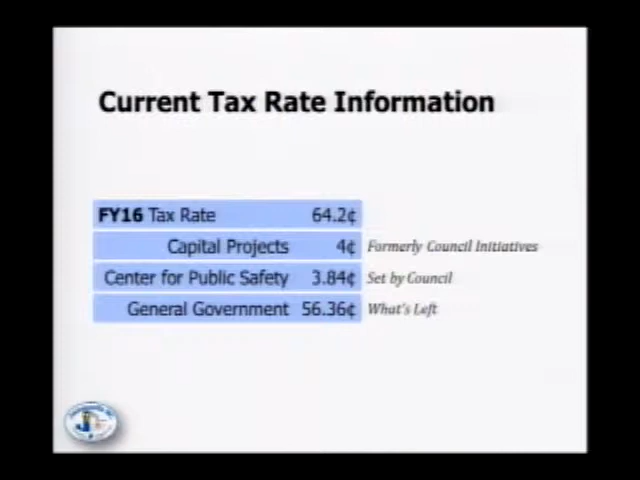 Current Tax Rate Information
FY16 Tax Rate 64.2¢
Capital Projects 4¢ Formerly Council Initiatives
Center for Public Safety 3.84¢ Set by Council
General Government 56.36¢ What's Left